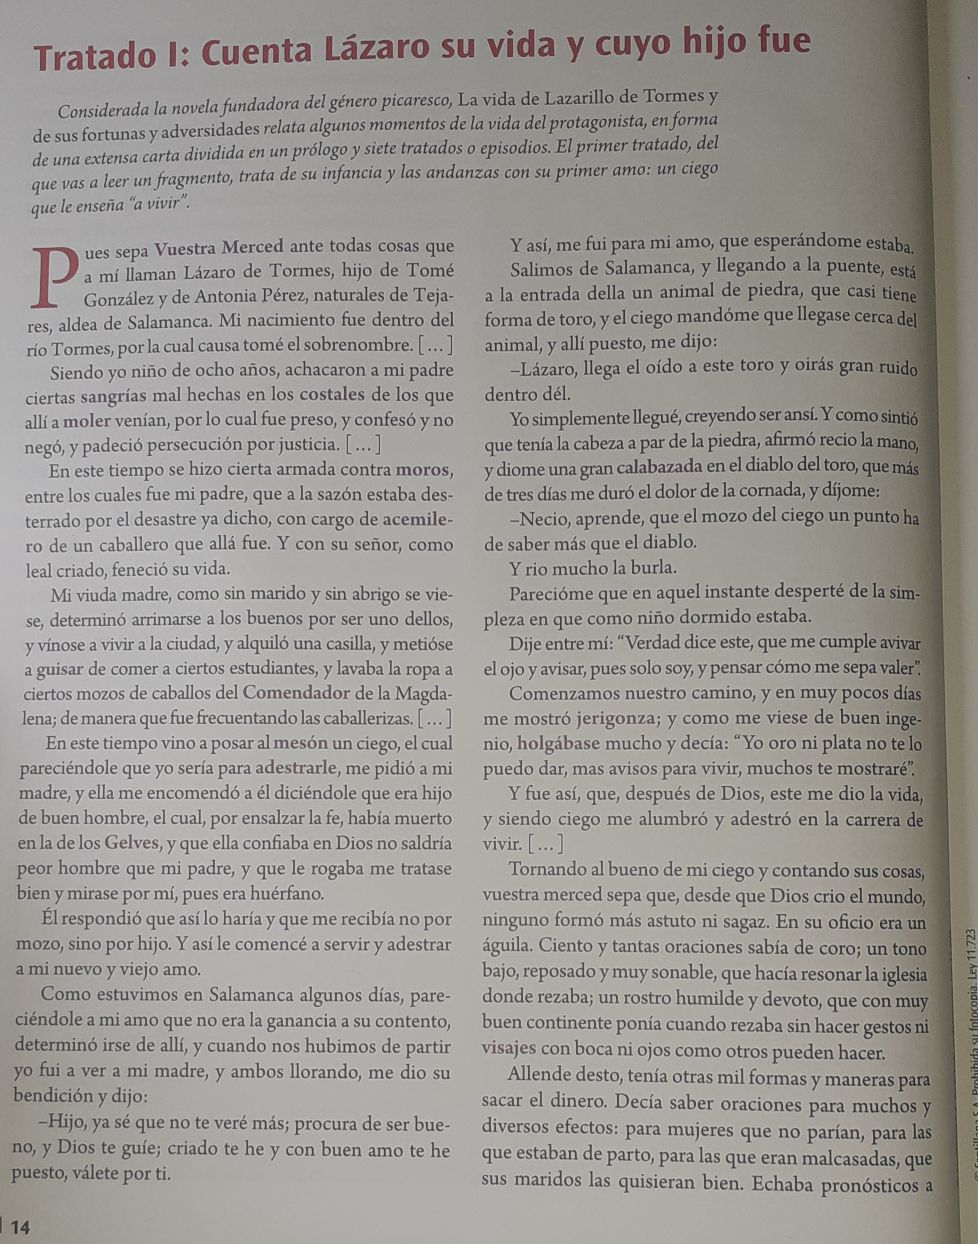 Tratado I: Cuenta Lázaro su vida y cuyo hijo fue
Considerada la novela fundadora del género picaresco, La vida de Lazarillo de Tormes y
de sus fortunas y adversidades relata algunos momentos de la vida del protagonista, en forma
de una extensa carta dividida en un prólogo y siete tratados o episodios. El primer tratado, del
que vas a leer un fragmento, trata de su infancia y las andanzas con su primer amo: un ciego
que le enseña “a vivir”.
Pues sepa Vuestra Merced ante todas cosas que
a mí llaman Lázaro de Tormes, hijo de Tomé
González y de Antonia Pérez, naturales de Teja-
res, aldea de Salamanca. Mi nacimiento fue dentro del
río Tormes, por la cual causa tomé el sobrenombre. [ ... ]
Siendo yo niño de ocho años, achacaron a mi padre
ciertas sangrías mal hechas en los costales de los que
allí a moler venían, por lo cual fue preso, y confesó y no
negó, y padeció persecución por justicia. [ ... ]
En este tiempo se hizo cierta armada contra moros,
entre los cuales fue mi padre, que a la sazón estaba des-
terrado por el desastre ya dicho, con cargo de acemile-
ro de un caballero que allá fue. Y con su señor, como
leal criado, feneció su vida.
Mi viuda madre, como sin marido y sin abrigo se vie-
se, determinó arrimarse a los buenos por ser uno dellos,
y vínose a vivir a la ciudad, y alquiló una casilla, y metióse
a guisar de comer a ciertos estudiantes, y lavaba la ropa a
ciertos mozos de caballos del Comendador de la Magda-
lena; de manera que fue frecuentando las caballerizas. [ ... ]
En este tiempo vino a posar al mesón un ciego, el cual
pareciéndole que yo sería para adestrarle, me pidió a mi
madre, y ella me encomendó a él diciéndole que era hijo
de buen hombre, el cual, por ensalzar la fe, había muerto
en la de los Gelves, y que ella confiaba en Dios no saldría
peor hombre que mi padre, y que le rogaba me tratase
bien y mirase por mí, pues era huérfano.
Él respondió que así lo haría y que me recibía no por
mozo, sino por hijo. Y así le comencé a servir y adestrar
a mi nuevo y viejo amo.
Como estuvimos en Salamanca algunos días, pare-
ciéndole a mi amo que no era la ganancia a su contento,
determinó irse de allí, y cuando nos hubimos de partir
yo fui a ver a mi madre, y ambos llorando, me dio su
bendición y dijo:
–Hijo, ya sé que no te veré más; procura de ser bue-
no, y Dios te guíe; criado te he y con buen amo te he
puesto, válete por ti.
Y así, me fui para mi amo, que esperándome estaba.
Salimos de Salamanca, y llegando a la puente, está
a la entrada della un animal de piedra, que casi tiene
forma de toro, y el ciego mandóme que llegase cerca del
animal, y allí puesto, me dijo:
–Lázaro, llega el oído a este toro y oirás gran ruido
dentro dél.
Yo simplemente llegué, creyendo ser ansí. Y como sintió
que tenía la cabeza a par de la piedra, afirmó recio la mano,
y diome una gran calabazada en el diablo del toro, que más
de tres días me duró el dolor de la cornada, y díjome:
–Necio, aprende, que el mozo del ciego un punto ha
de saber más que el diablo.
Y rio mucho la burla.
Parecióme que en aquel instante desperté de la sim-
pleza en que como niño dormido estaba.
Dije entre mí: “Verdad dice este, que me cumple avivar
el ojo y avisar, pues solo soy, y pensar cómo me sepa valer”.
Comenzamos nuestro camino, y en muy pocos días
me mostró jerigonza; y como me viese de buen inge-
nio, holgábase mucho y decía: “Yo oro ni plata no te lo
puedo dar, mas avisos para vivir, muchos te mostraré”.
Y fue así, que, después de Dios, este me dio la vida,
y siendo ciego me alumbró y adestró en la carrera de
vivir. [ ... ]
Tornando al bueno de mi ciego y contando sus cosas,
vuestra merced sepa que, desde que Dios crio el mundo,
ninguno formó más astuto ni sagaz. En su oficio era un
águila. Ciento y tantas oraciones sabía de coro; un tono
bajo, reposado y muy sonable, que hacía resonar la iglesia
donde rezaba; un rostro humilde y devoto, que con muy
buen continente ponía cuando rezaba sin hacer gestos ni
visajes con boca ni ojos como otros pueden hacer.
Allende desto, tenía otras mil formas y maneras para
sacar el dinero. Decía saber oraciones para muchos y
diversos efectos: para mujeres que no parían, para las
que estaban de parto, para las que eran malcasadas, que
sus maridos las quisieran bien. Echaba pronósticos a
14
© Santillana S.A. Prohibida su fotocopia. Ley 11.723